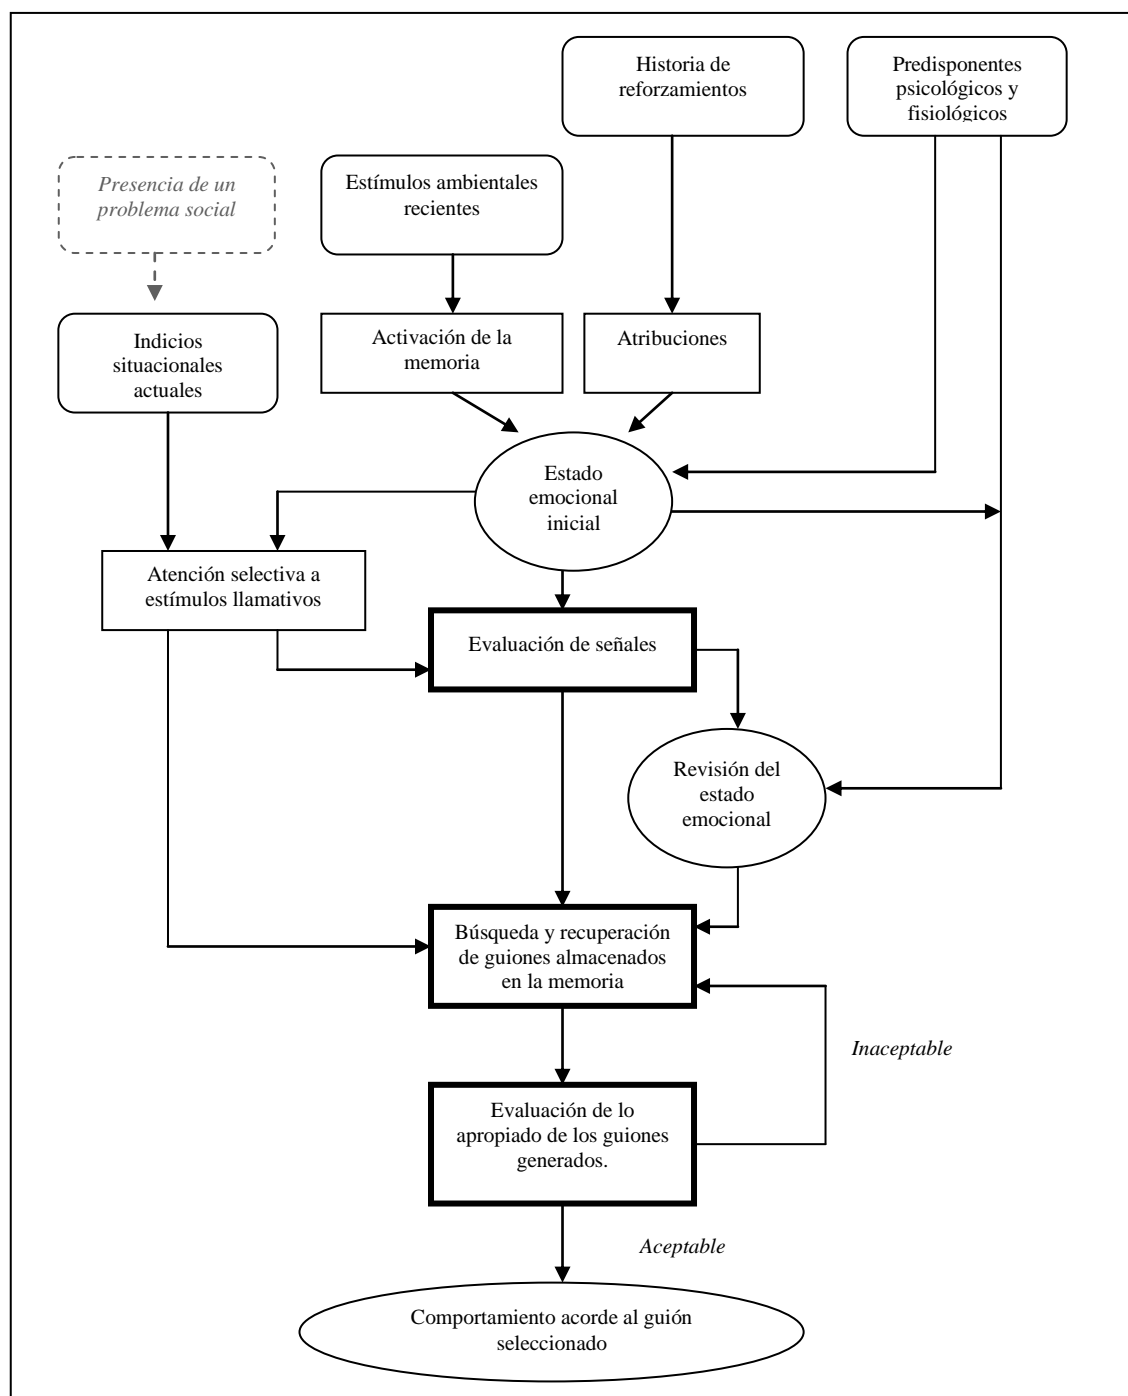 Historia de
reforzamientos
Predisponentes
psicológicos y
fisiológicos
Presencia de un
problema social
Estímulos ambientales
recientes
Indicios
situacionales
actuales
Activación de la
memoria
Atribuciones
Estado
emocional
inicial
Atención selectiva a
estímulos llamativos
Evaluación de señales
Revisión del
estado
emocional
Búsqueda y recuperación
de guiones almacenados
en la memoria
Inaceptable
Evaluación de lo
apropiado de los guiones
generados.
Aceptable
Comportamiento acorde al guión
seleccionado